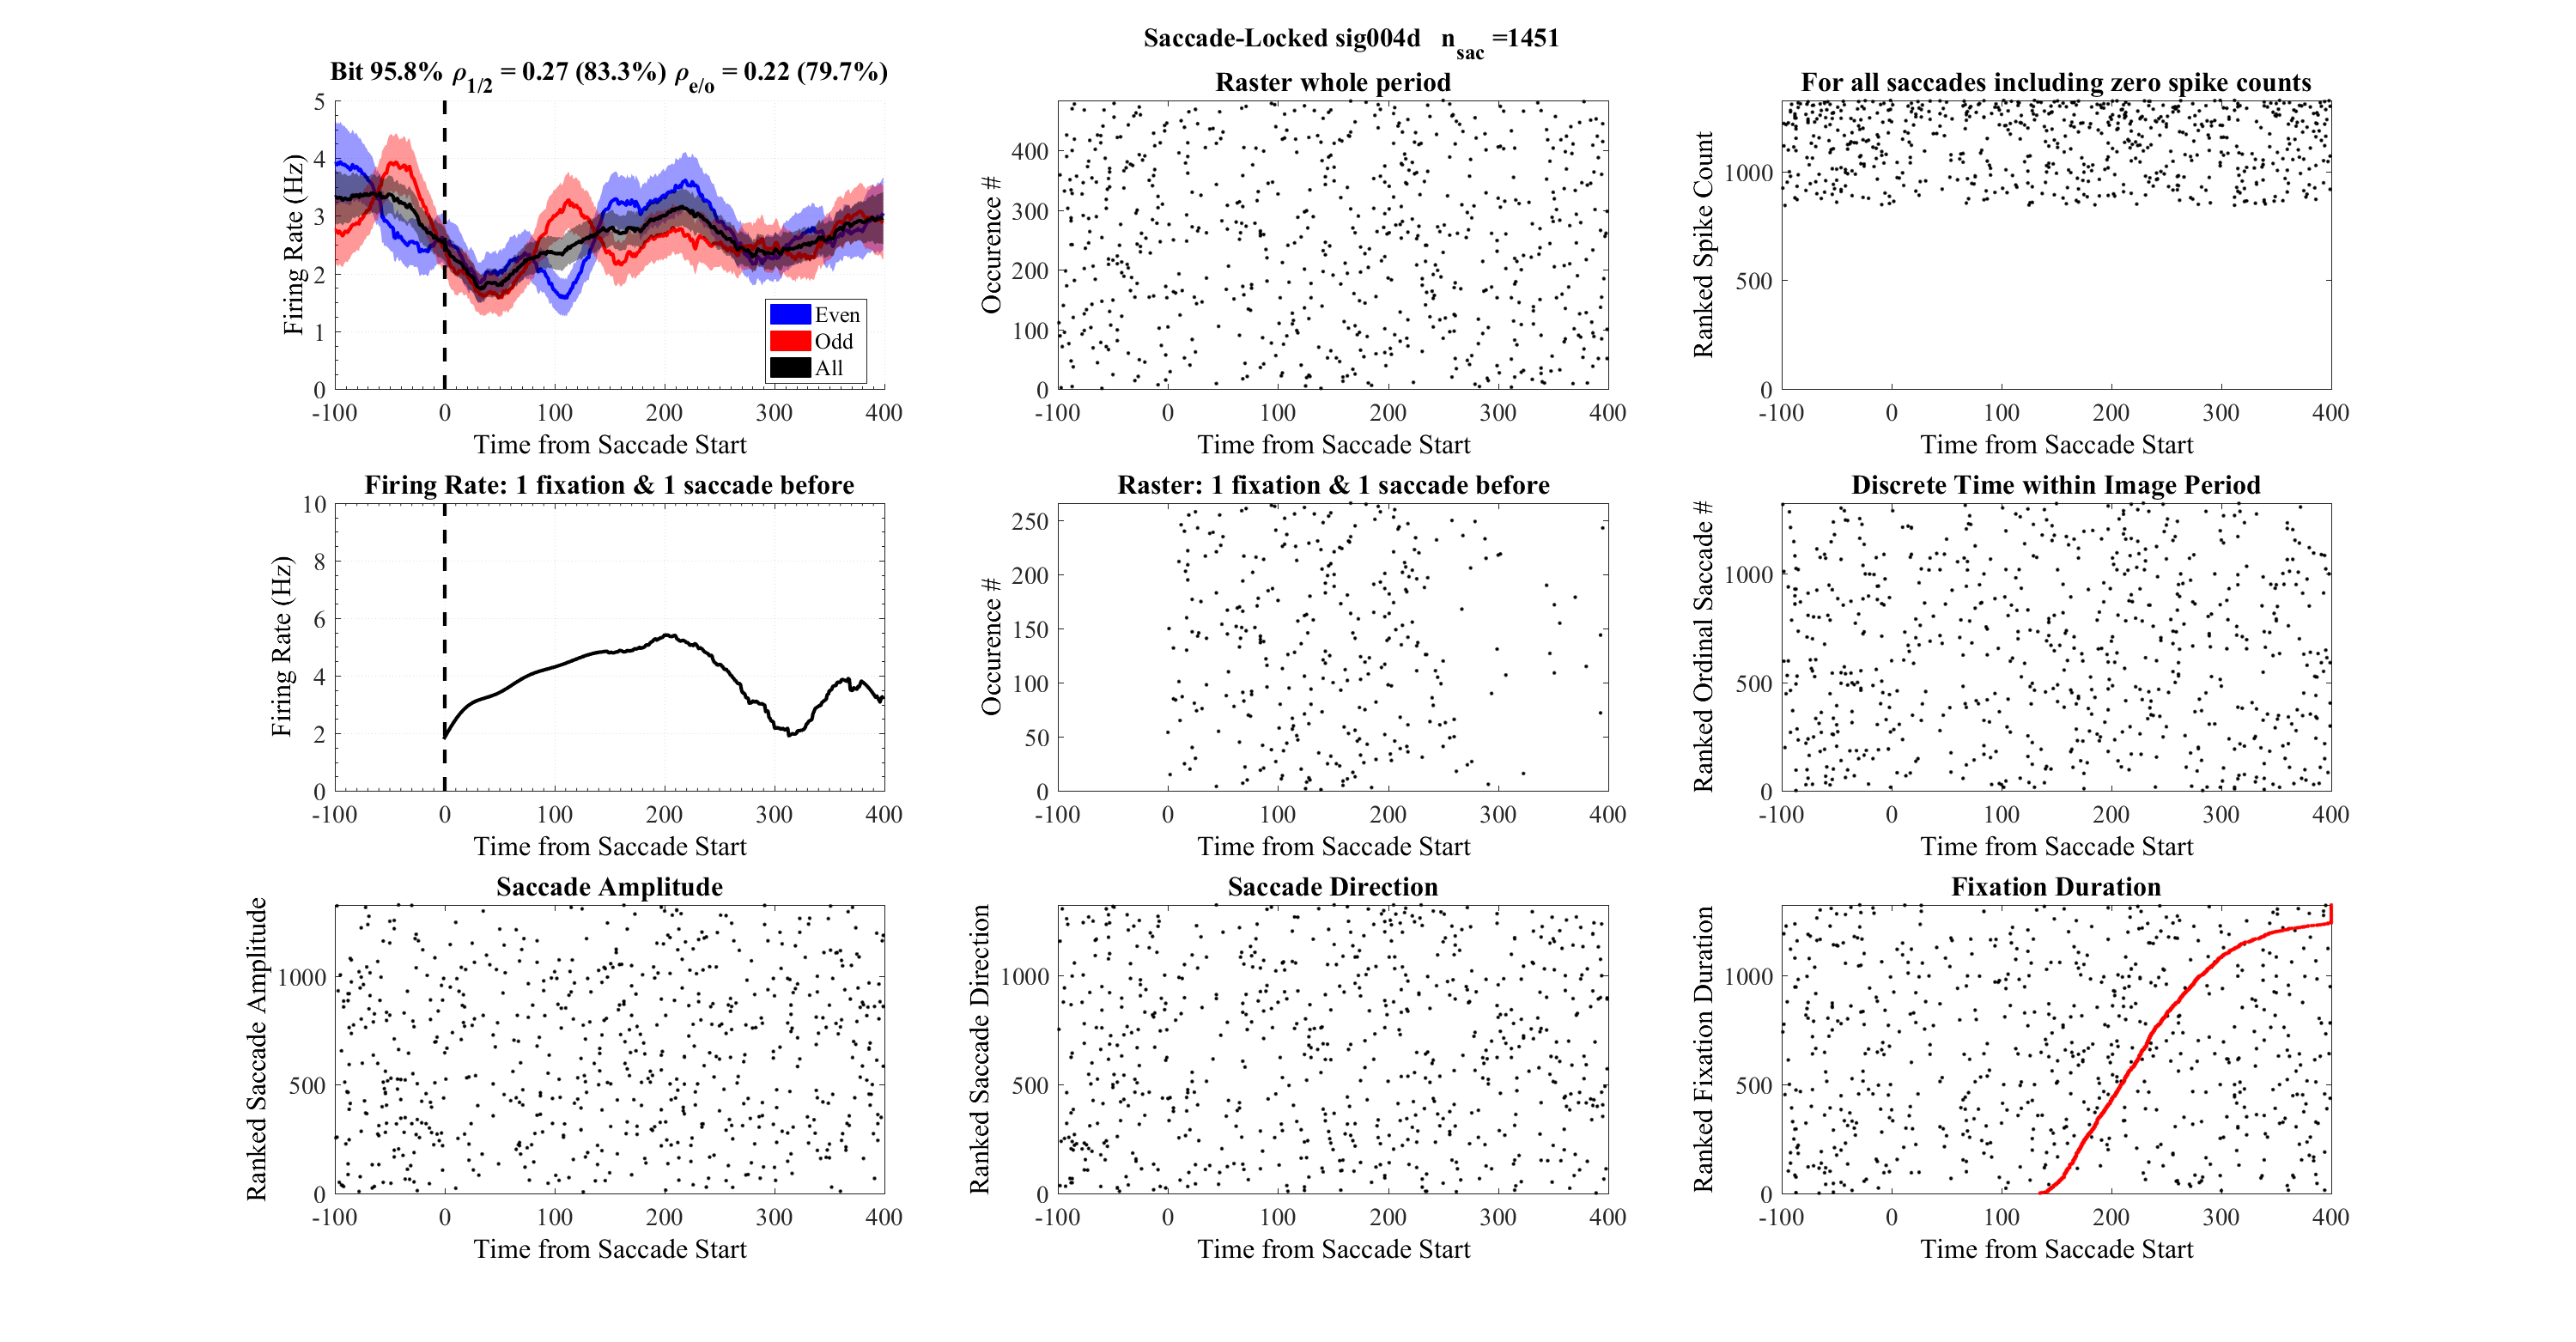 Saccade-Locked sig004d n_sac =1451
Bit 95.8% ρ_1/2 = 0.27 (83.3%) ρ_e/o = 0.22 (79.7%)
5
4
3
2
1
0
Firing Rate (Hz)
Even
Odd
All
-100 0 100 200 300 400
Time from Saccade Start
Raster whole period
400
300
200
100
0
Occurence #
-100 0 100 200 300 400
Time from Saccade Start
For all saccades including zero spike counts
1000
500
0
Ranked Spike Count
-100 0 100 200 300 400
Time from Saccade Start
Firing Rate: 1 fixation & 1 saccade before
10
8
6
4
2
0
Firing Rate (Hz)
-100 0 100 200 300 400
Time from Saccade Start
Raster: 1 fixation & 1 saccade before
250
200
150
100
50
0
Occurence #
-100 0 100 200 300 400
Time from Saccade Start
Discrete Time within Image Period
1000
500
0
Ranked Ordinal Saccade #
-100 0 100 200 300 400
Time from Saccade Start
Saccade Amplitude
1000
500
0
Ranked Saccade Amplitude
-100 0 100 200 300 400
Time from Saccade Start
Saccade Direction
1000
500
0
Ranked Saccade Direction
-100 0 100 200 300 400
Time from Saccade Start
Fixation Duration
1000
500
0
Ranked Fixation Duration
-100 0 100 200 300 400
Time from Saccade Start